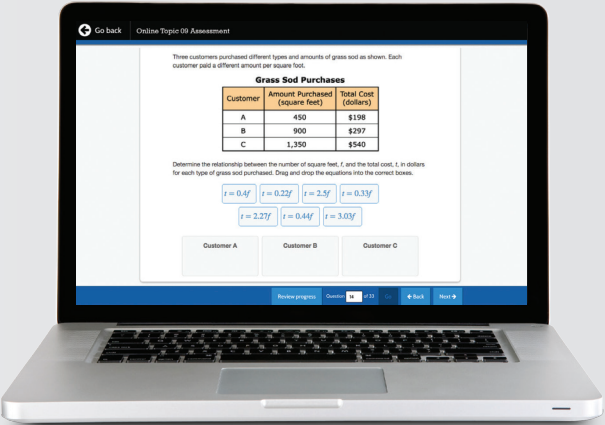 Go back Online Topic 09 Assessment
Three customers purchased different types and amounts of grass sod as shown. Each
customer paid a different amount per square foot.
Grass Sod Purchases
Customer Amount Purchased (square feet) Total Cost (dollars)
A 450 $198
B 900 $297
C 1,350 $540
Determine the relationship between the number of square feet, f, and the total cost, t, in dollars
for each type of grass sod purchased. Drag and drop the equations into the correct boxes.
t = 0.4f t = 0.22f t = 2.5f t = 0.33f
t = 2.27f t = 0.44f t = 3.03f
Customer A Customer B Customer C
Review progress Question 14 of 33 Go Back Next